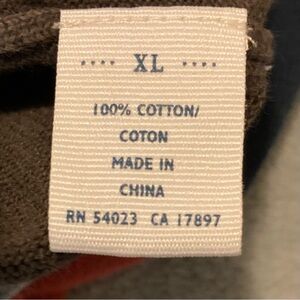 .... XL ....
100% COTTON/
COTON
MADE IN
CHINA
RN 54023 CA 17897